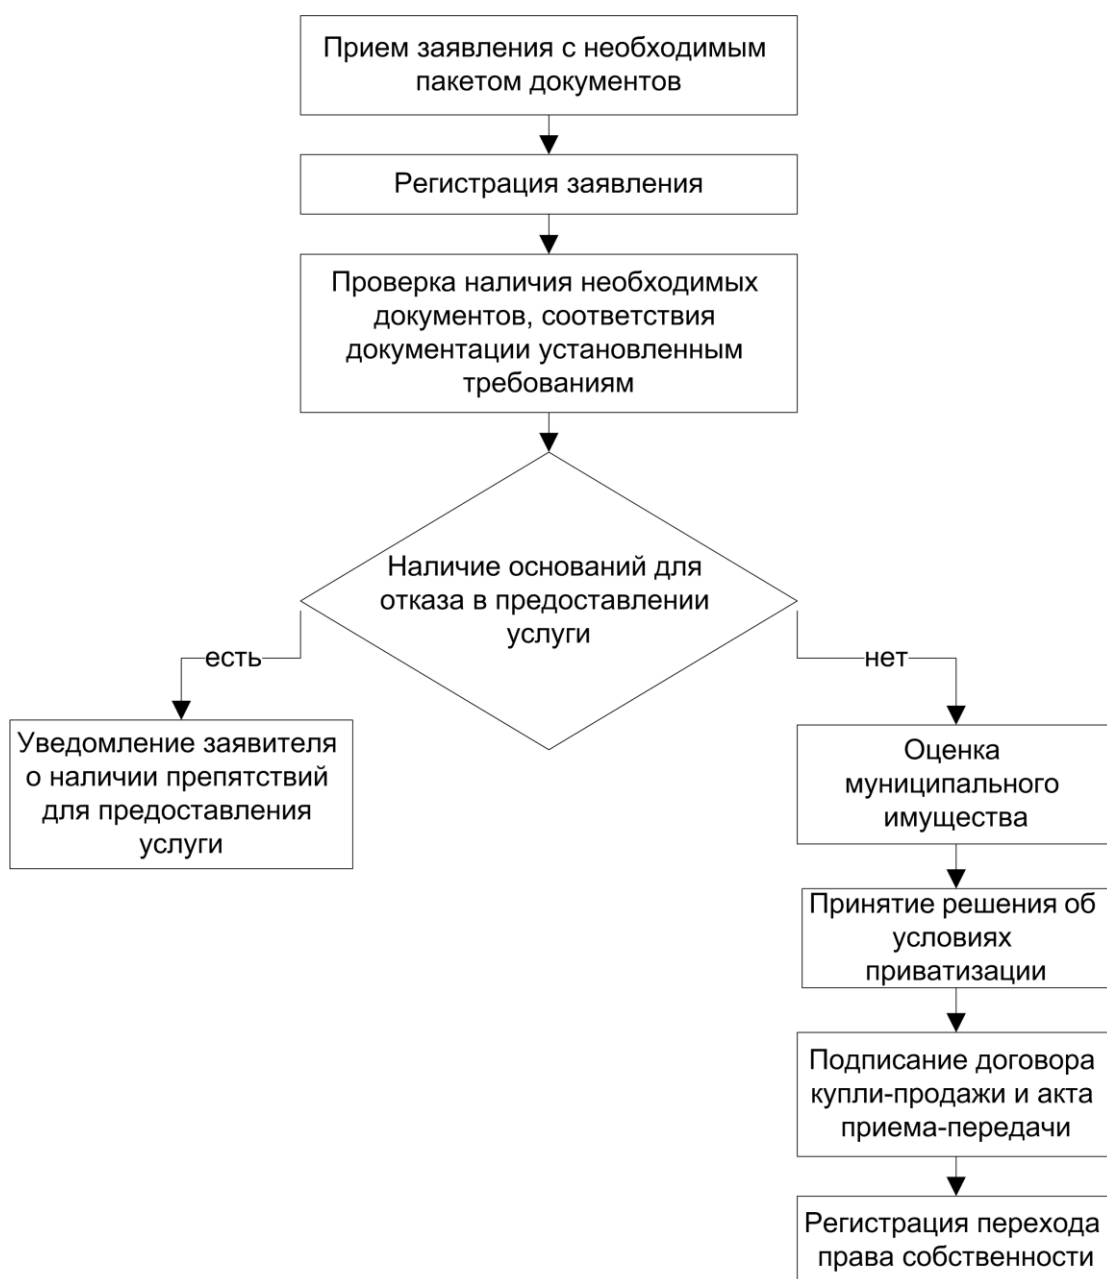 Прием заявления с необходимым
пакетом документов
Регистрация заявления
Проверка наличия необходимых
документов, соответствия
документации установленным
требованиям
Наличие оснований для
отказа в предоставлении
услуги
есть
нет
Уведомление заявителя
о наличии препятствий
для предоставления
услуги
Оценка
муниципального
имущества
Принятие решения об
условиях
приватизации
Подписание договора
купли-продажи и акта
приема-передачи
Регистрация перехода
права собственности